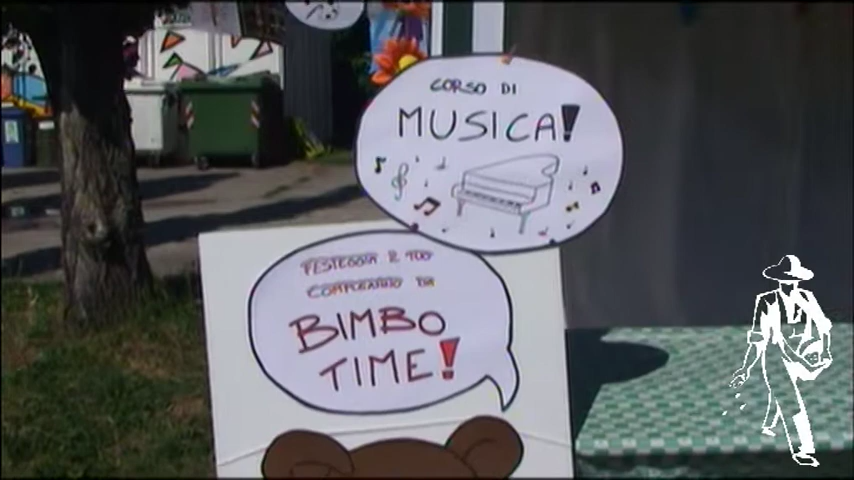 CORSO DI
MUSICA!
FESTEGGIA IL TUO
COMPLEANNO DA
BIMBO
TIME!